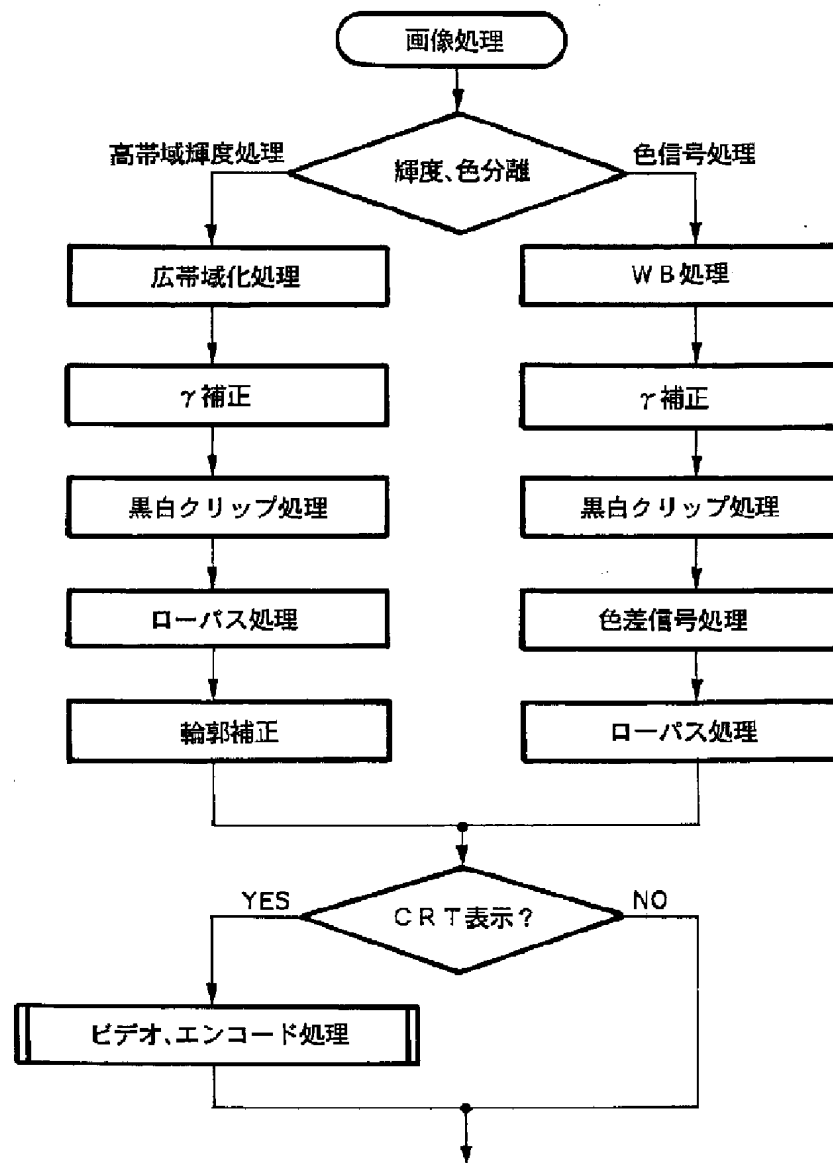 画像処理
輝度、色分離
高帯域輝度処理
色信号処理
広帯域化処理
WB処理
γ補正
γ補正
黒白クリップ処理
黒白クリップ処理
ローパス処理
色差信号処理
輪郭補正
ローパス処理
CRT表示?
YES
NO
ビデオ、エンコード処理